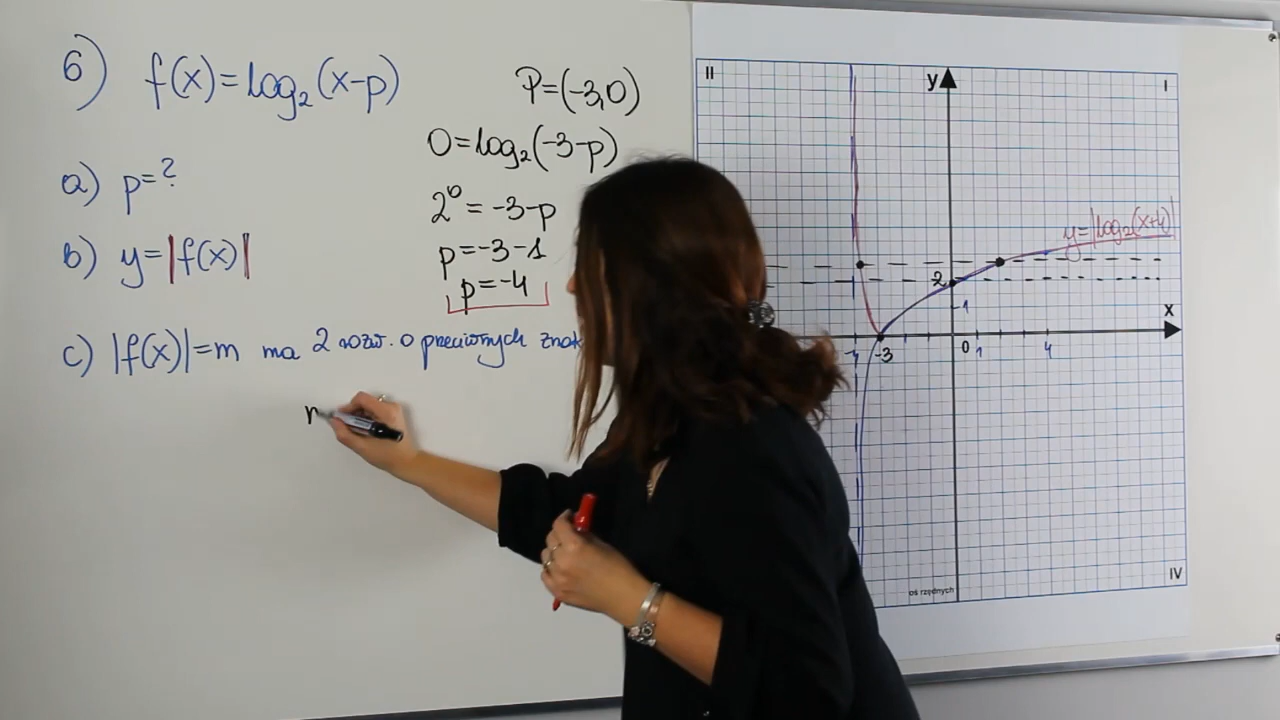 6) f(x)=log₂(x-p)
P=(-3,0)
0=log₂(-3-p)
a) p=?
2⁰=-3-p
b) y=|f(x)|
p=-3-1
p=-4
c) |f(x)|=m ma 2 rozw. o przeciwnych znak
II
y
I
y=|log₂(x+4)|
2
1
x
-3
0
1
4
IV
oś rzędnych